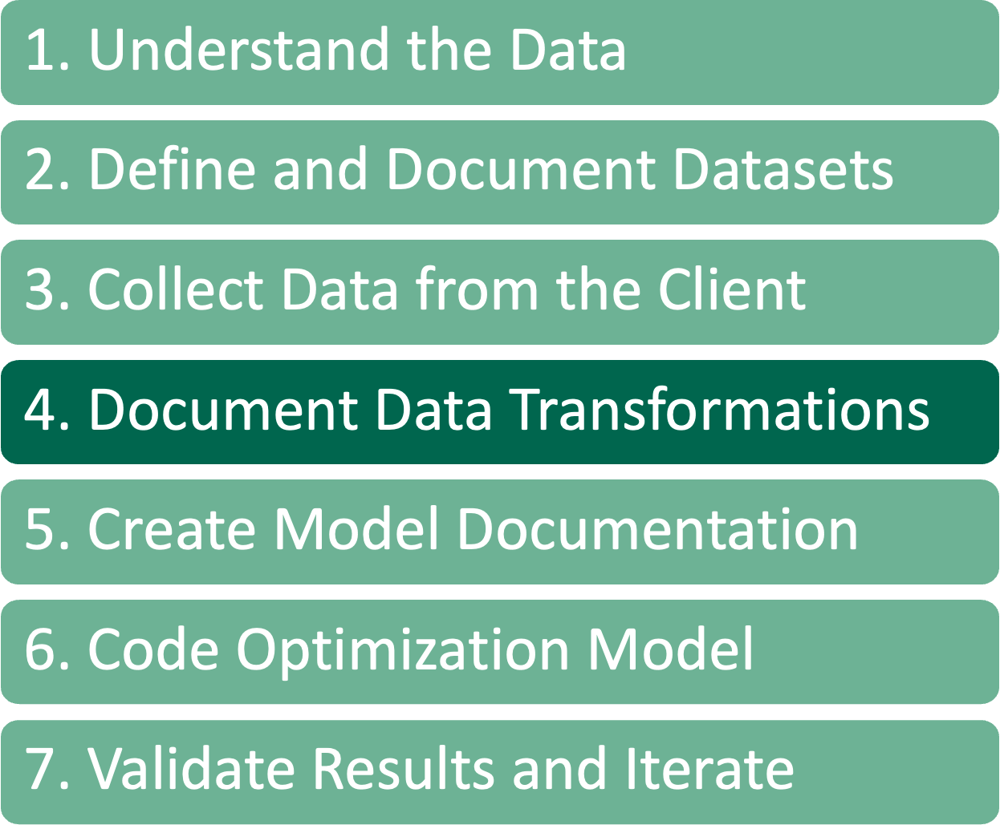 1. Understand the Data
2. Define and Document Datasets
3. Collect Data from the Client
4. Document Data Transformations
5. Create Model Documentation
6. Code Optimization Model
7. Validate Results and Iterate